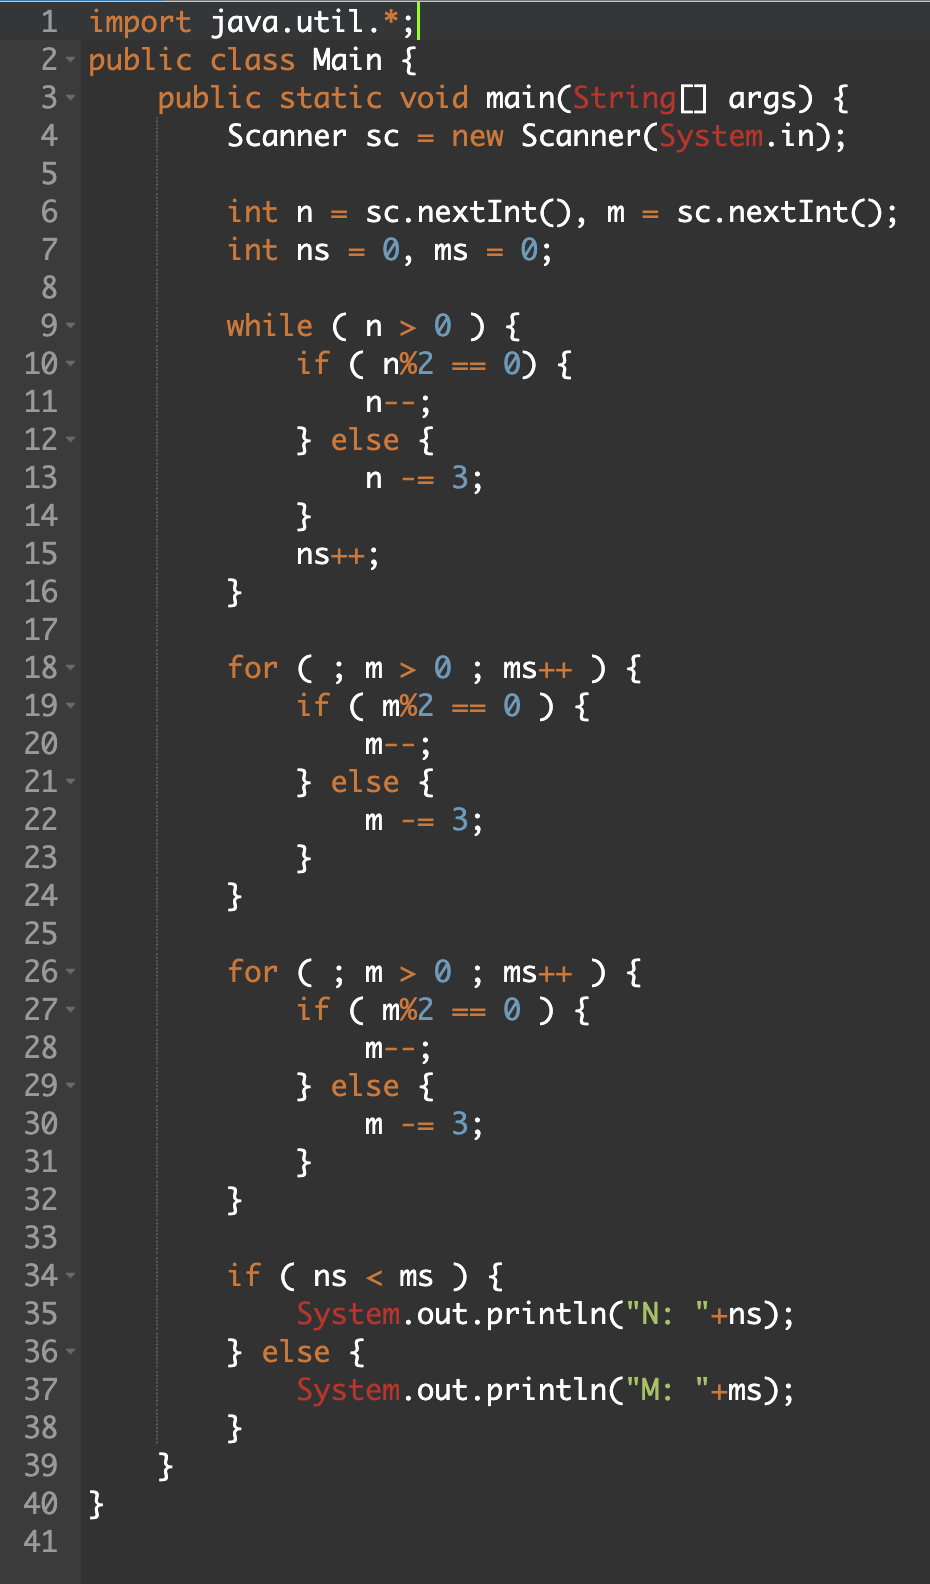 1 import java.util.*;
2 public class Main {
3     public static void main(String[] args) {
4         Scanner sc = new Scanner(System.in);
5
6         int n = sc.nextInt(), m = sc.nextInt();
7         int ns = 0, ms = 0;
8
9         while ( n > 0 ) {
10             if ( n%2 == 0) {
11                 n--;
12             } else {
13                 n -= 3;
14             }
15             ns++;
16         }
17
18         for ( ; m > 0 ; ms++ ) {
19             if ( m%2 == 0 ) {
20                 m--;
21             } else {
22                 m -= 3;
23             }
24         }
25
26         for ( ; m > 0 ; ms++ ) {
27             if ( m%2 == 0 ) {
28                 m--;
29             } else {
30                 m -= 3;
31             }
32         }
33
34         if ( ns < ms ) {
35             System.out.println("N: "+ns);
36         } else {
37             System.out.println("M: "+ms);
38         }
39     }
40 }
41